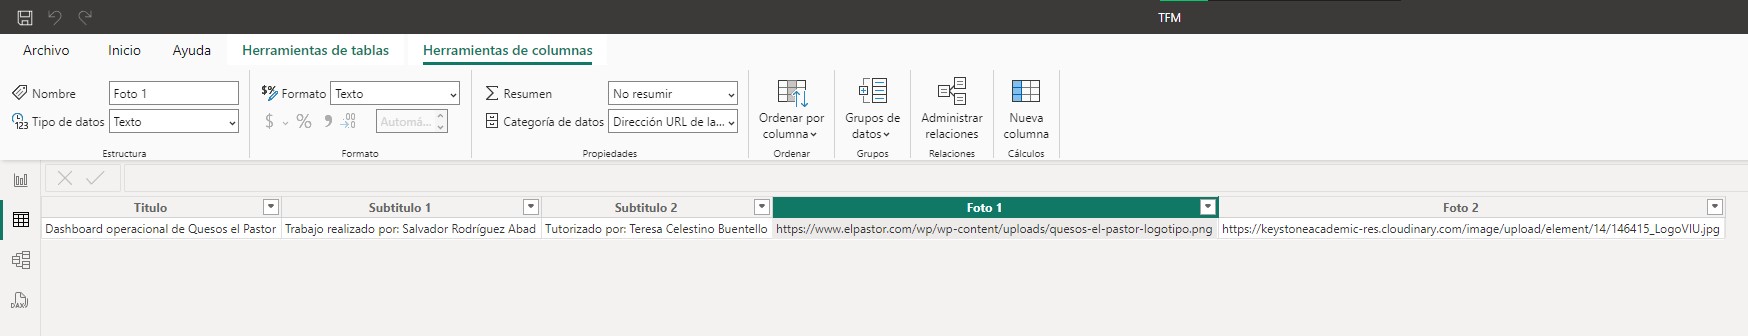 TFM
Archivo Inicio Ayuda Herramientas de tablas Herramientas de columnas
Nombre Foto 1 $% Formato Texto Resumen No resumir
123 Tipo de datos Texto $ % 9 .00 Automá... Categoría de datos Dirección URL de la...
Ordenar por
columna
Grupos de
datos
Administrar
relaciones
Nueva
columna
Estructura Formato Propiedades Ordenar Grupos Relaciones Cálculos
Titulo Subtitulo 1 Subtitulo 2 Foto 1 Foto 2
Dashboard operacional de Quesos el Pastor Trabajo realizado por: Salvador Rodríguez Abad Tutorizado por: Teresa Celestino Buentello https://www.elpastor.com/wp/wp-content/uploads/quesos-el-pastor-logotipo.png https://keystoneacademic-res.cloudinary.com/image/upload/element/14/146415_LogoVIU.jpg
DAX